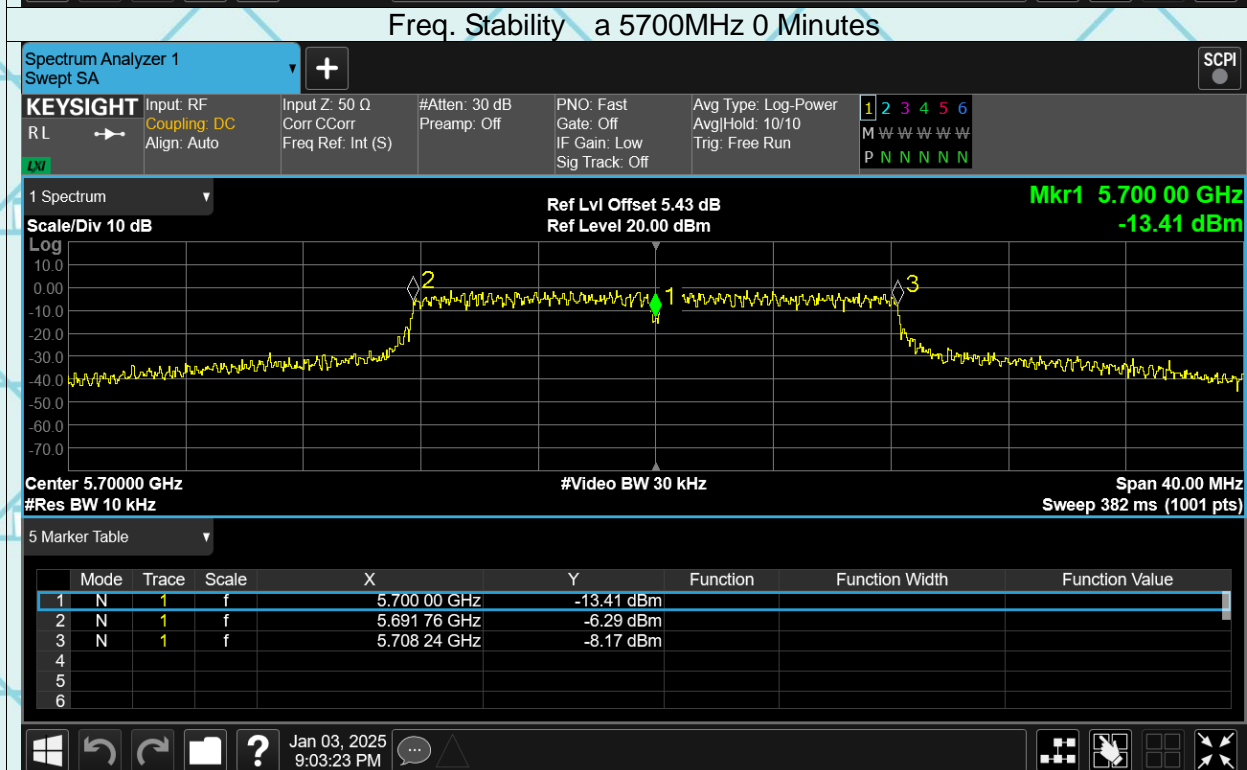 Freq. Stability a 5700MHz 0 Minutes
Spectrum Analyzer 1
Swept SA
+
SCPI
KEYSIGHT
RL
LXI
Input: RF
Coupling: DC
Align: Auto
Input Z: 50 Ω
Corr CCorr
Freq Ref: Int (S)
#Atten: 30 dB
Preamp: Off
PNO: Fast
Gate: Off
IF Gain: Low
Sig Track: Off
Avg Type: Log-Power
Avg|Hold: 10/10
Trig: Free Run
1 2 3 4 5 6
M W W W W W W
P N N N N N
1 Spectrum
Scale/Div 10 dB
Ref Lvl Offset 5.43 dB
Ref Level 20.00 dBm
Mkr1 5.700 00 GHz
-13.41 dBm
Log
10.0
0.00
-10.0
-20.0
-30.0
-40.0
-50.0
-60.0
-70.0
2
1
3
Center 5.70000 GHz
#Video BW 30 kHz
Span 40.00 MHz
#Res BW 10 kHz
Sweep 382 ms (1001 pts)
5 Marker Table
Mode Trace Scale X Y Function Function Width Function Value
1 N 1 f 5.700 00 GHz -13.41 dBm
2 N 1 f 5.691 76 GHz -6.29 dBm
3 N 1 f 5.708 24 GHz -8.17 dBm
4
5
6
?
Jan 03, 2025
9:03:23 PM